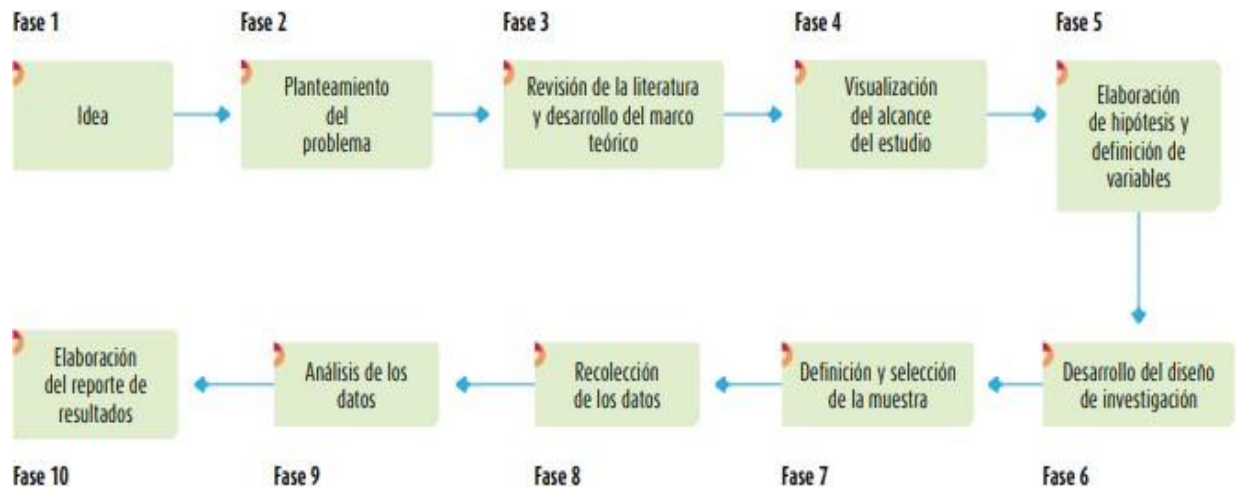 Fase 1
Idea
Fase 2
Planteamiento
del
problema
Fase 3
Revisión de la literatura
y desarrollo del marco
teórico
Fase 4
Visualización
del alcance
del estudio
Fase 5
Elaboración
de hipótesis y
definición de
variables
Desarrollo del diseño
de investigación
Fase 6
Definición y selección
de la muestra
Fase 7
Recolección
de los datos
Fase 8
Análisis de los
datos
Fase 9
Elaboración
del reporte de
resultados
Fase 10